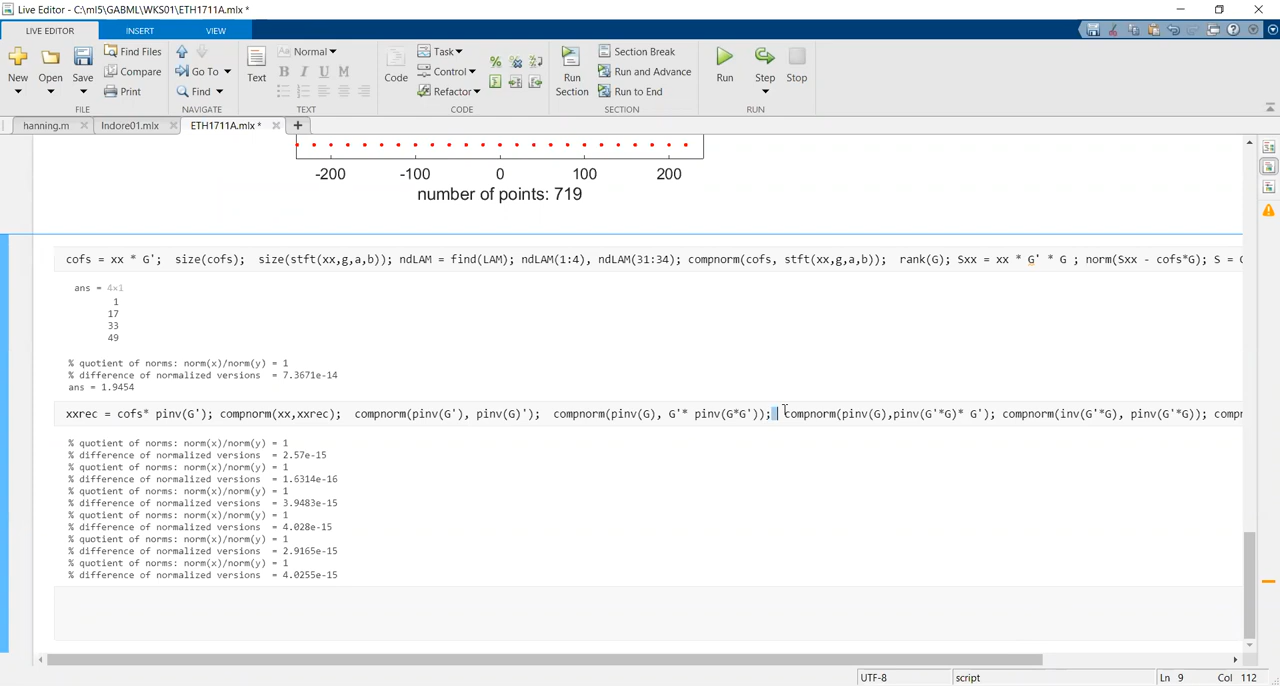 Live Editor - C:\ml5\GABML\WKS01\ETH1711A.mlx *
LIVE EDITOR INSERT VIEW
New Open Save Find Files Compare Print
Go To Find
Text Normal B I U M
Code Task Control Refactor
Run Section Section Break Run and Advance Run to End
Run Step Stop
FILE NAVIGATE TEXT CODE SECTION RUN
hanning.m Indore01.mlx ETH1711A.mlx *
-200 -100 0 100 200
number of points: 719
cofs = xx * G'; size(cofs); size(stft(xx,g,a,b)); ndLAM = find(LAM); ndLAM(1:4), ndLAM(31:34); compnorm(cofs, stft(xx,g,a,b)); rank(G); Sxx = xx * G' * G ; norm(Sxx - cofs*G); S =
ans = 4×1
1
17
33
49
% quotient of norms: norm(x)/norm(y) = 1
% difference of normalized versions = 7.3671e-14
ans = 1.9454
xxrec = cofs* pinv(G'); compnorm(xx,xxrec); compnorm(pinv(G'), pinv(G)'); compnorm(pinv(G), G'* pinv(G*G')); compnorm(pinv(G),pinv(G'*G)* G'); compnorm(inv(G'*G), pinv(G'*G)); comp
% quotient of norms: norm(x)/norm(y) = 1
% difference of normalized versions = 2.57e-15
% quotient of norms: norm(x)/norm(y) = 1
% difference of normalized versions = 1.6314e-16
% quotient of norms: norm(x)/norm(y) = 1
% difference of normalized versions = 3.9483e-15
% quotient of norms: norm(x)/norm(y) = 1
% difference of normalized versions = 4.028e-15
% quotient of norms: norm(x)/norm(y) = 1
% difference of normalized versions = 2.9165e-15
% quotient of norms: norm(x)/norm(y) = 1
% difference of normalized versions = 4.0255e-15
UTF-8 script Ln 9 Col 112